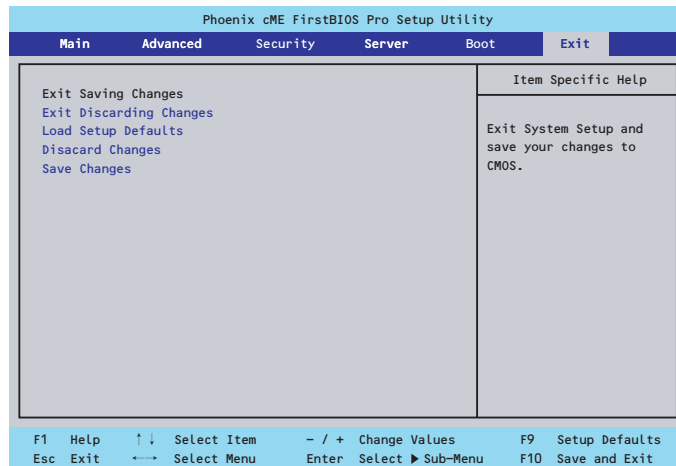 Phoenix cME FirstBIOS Pro Setup Utility
Main Advanced Security Server Boot Exit
Exit Saving Changes
Exit Discarding Changes
Load Setup Defaults
Disacard Changes
Save Changes
Item Specific Help
Exit System Setup and
save your changes to
CMOS.
F1 Help ↑↓ Select Item - / + Change Values F9 Setup Defaults
Esc Exit ←→ Select Menu Enter Select ▶ Sub-Menu F10 Save and Exit